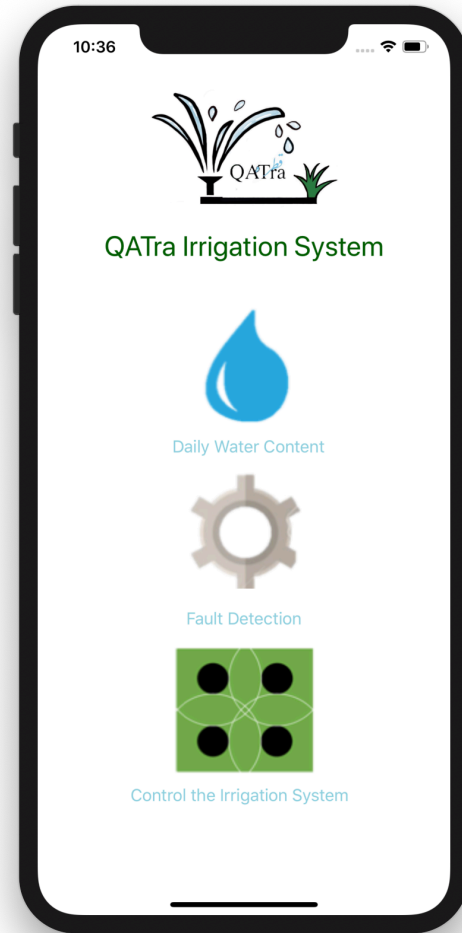 10:36
QATra
QATra Irrigation System
Daily Water Content
Fault Detection
Control the Irrigation System